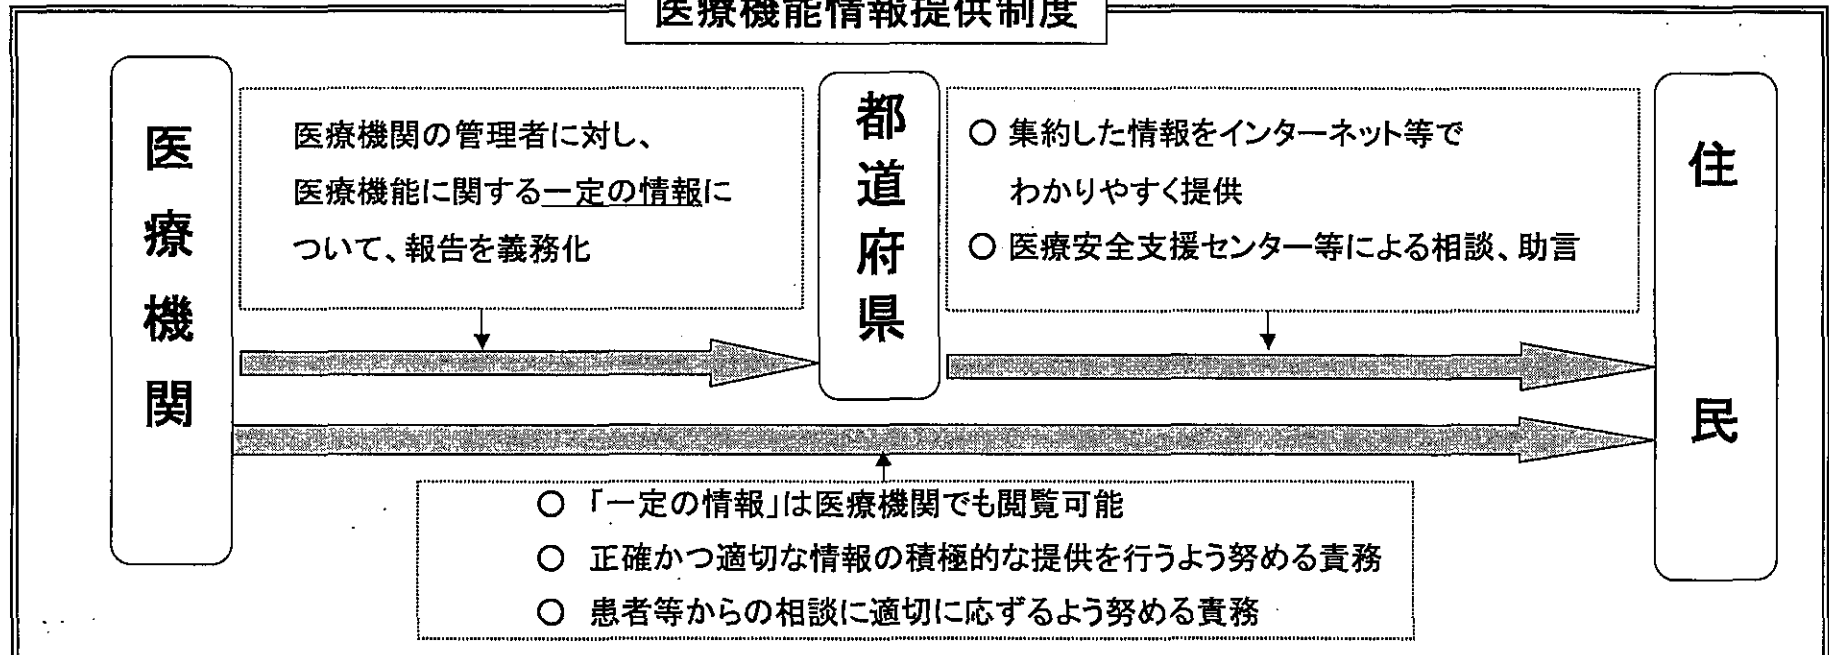 医療機能情報提供制度
医療機関
医療機関の管理者に対し、
医療機能に関する一定の情報に
ついて、報告を義務化
都道府県
○ 集約した情報をインターネット等で
わかりやすく提供
○ 医療安全支援センター等による相談、助言
住民
○ 「一定の情報」は医療機関でも閲覧可能
○ 正確かつ適切な情報の積極的な提供を行うよう努める責務
○ 患者等からの相談に適切に応ずるよう努める責務